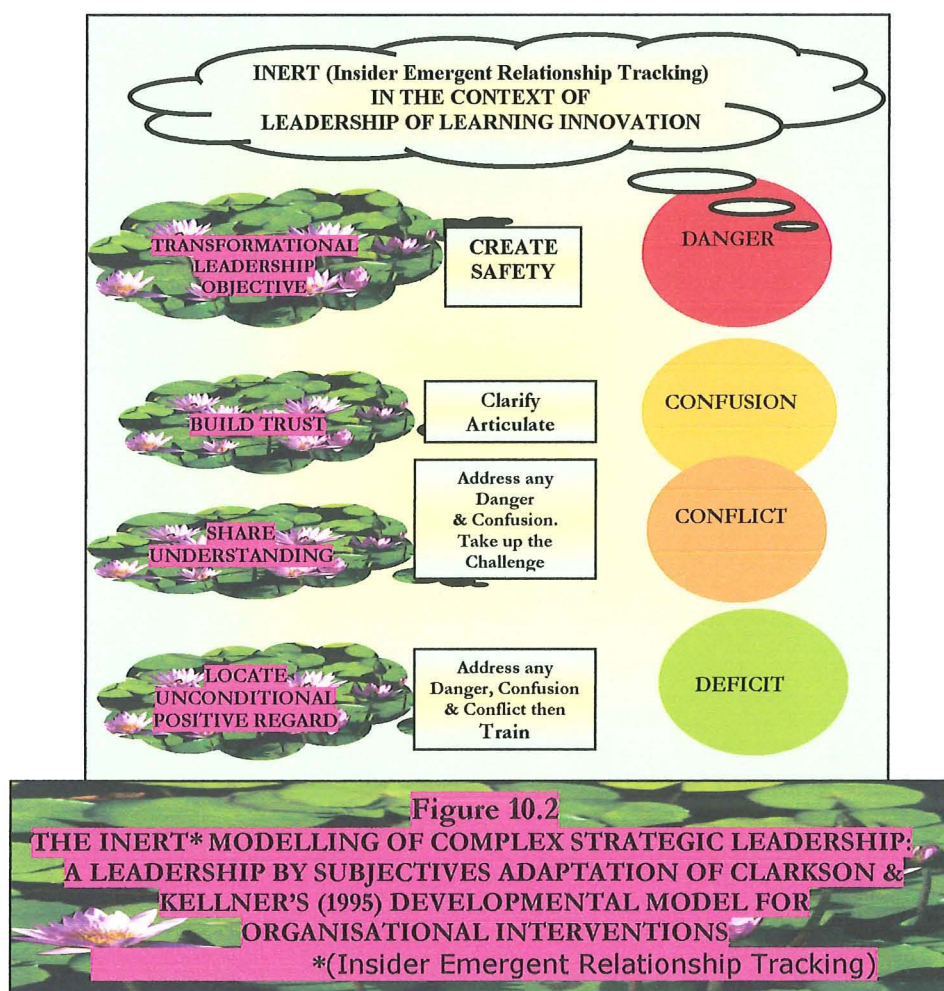 INERT (Insider Emergent Relationship Tracking)
IN THE CONTEXT OF
LEADERSHIP OF LEARNING INNOVATION
TRANSFORMATIONAL
LEADERSHIP
OBJECTIVE
CREATE
SAFETY
DANGER
BUILD TRUST
Clarify
Articulate
CONFUSION
SHARE
UNDERSTANDING
Address any
Danger
& Confusion.
Take up the
Challenge
CONFLICT
LOCATE
UNCONDITIONAL
POSITIVE REGARD
Address any
Danger, Confusion
& Conflict then
Train
DEFICIT
Figure 10.2
THE INERT* MODELLING OF COMPLEX STRATEGIC LEADERSHIP:
A LEADERSHIP BY SUBJECTIVES ADAPTATION OF CLARKSON &
KELLNER'S (1995) DEVELOPMENTAL MODEL FOR
ORGANISATIONAL INTERVENTIONS
*(Insider Emergent Relationship Tracking)